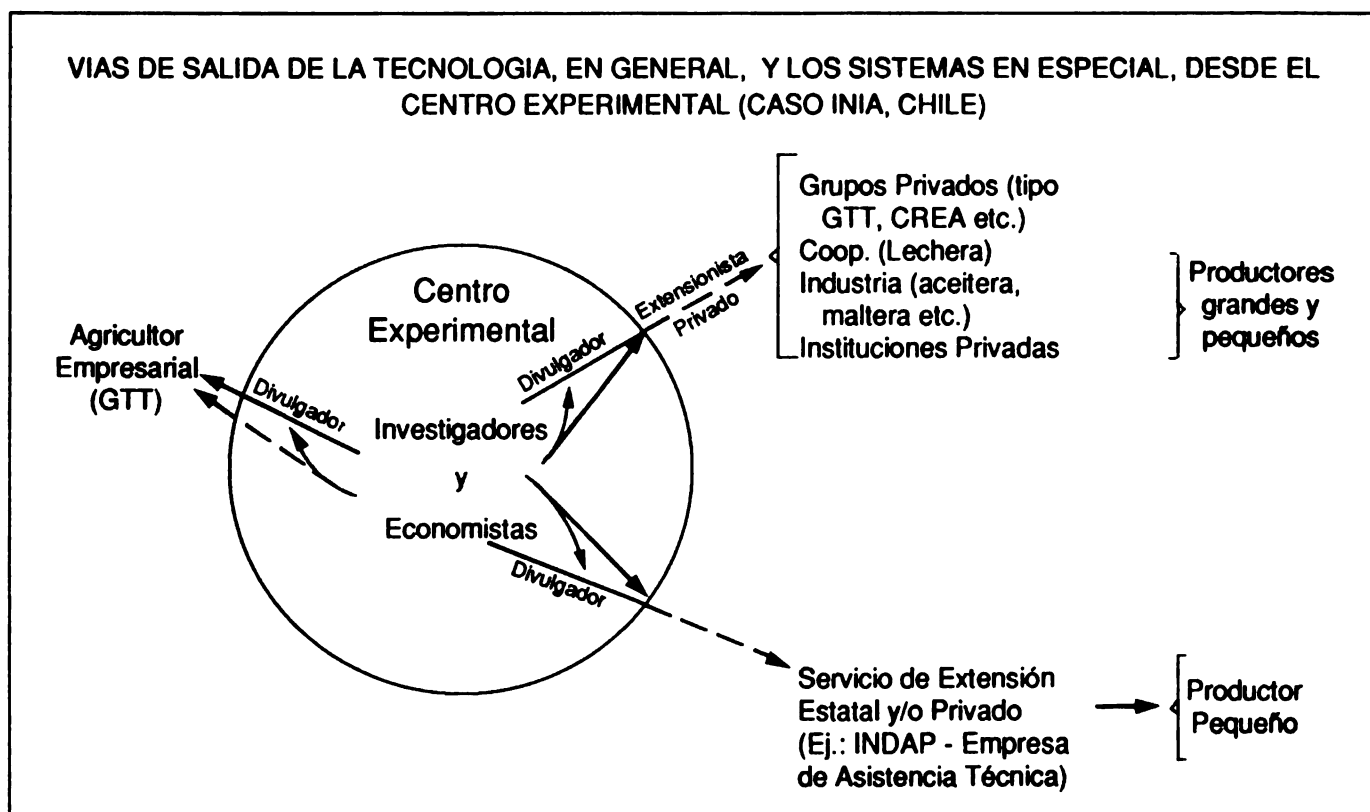 VIAS DE SALIDA DE LA TECNOLOGIA, EN GENERAL, Y LOS SISTEMAS EN ESPECIAL, DESDE EL
CENTRO EXPERIMENTAL (CASO INIA, CHILE)
Agricultor
Empresarial
(GTT)
Divulgador
Centro
Experimental
Divulgador
Investigadores
y
Economistas
Divulgador
Extensionista
Privado
Grupos Privados (tipo
GTT, CREA etc.)
Coop. (Lechera)
Industria (aceitera,
maltera etc.)
Instituciones Privadas
Productores
grandes y
pequeños
Servicio de Extensión
Estatal y/o Privado
(Ej.: INDAP - Empresa
de Asistencia Técnica)
Productor
Pequeño